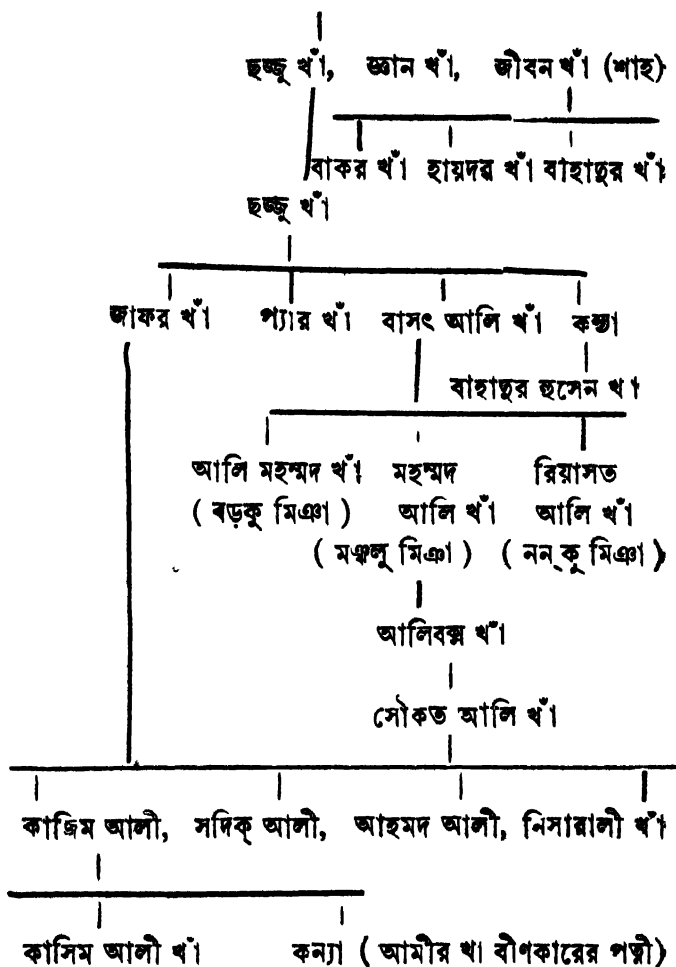 ছজ্জু খাঁ, জ্ঞান খাঁ, জীবন খাঁ (শাহ)
বাকর খাঁ হায়দর খাঁ বাহাদুর খাঁ
ছজ্জু খাঁ
জাফর খাঁ প্যার খাঁ বাসৎ আলি খাঁ কন্যা
বাহাদুর হুসেন খাঁ
আলি মহম্মদ খাঁ মহম্মদ রিয়াসত
( বড়কু মিঞা ) আলি খাঁ আলি খাঁ
( মঞ্ঝলু মিঞা ) ( নন্‌কু মিঞা )
আলিবক্স খাঁ
সৌকত আলি খাঁ
কাজিম আলী, সদিক্ আলী, আহমদ আলী, নিসারালী খাঁ
কাসিম আলী খাঁ কন্যা ( আমীর খা বীণকারের পত্নী)